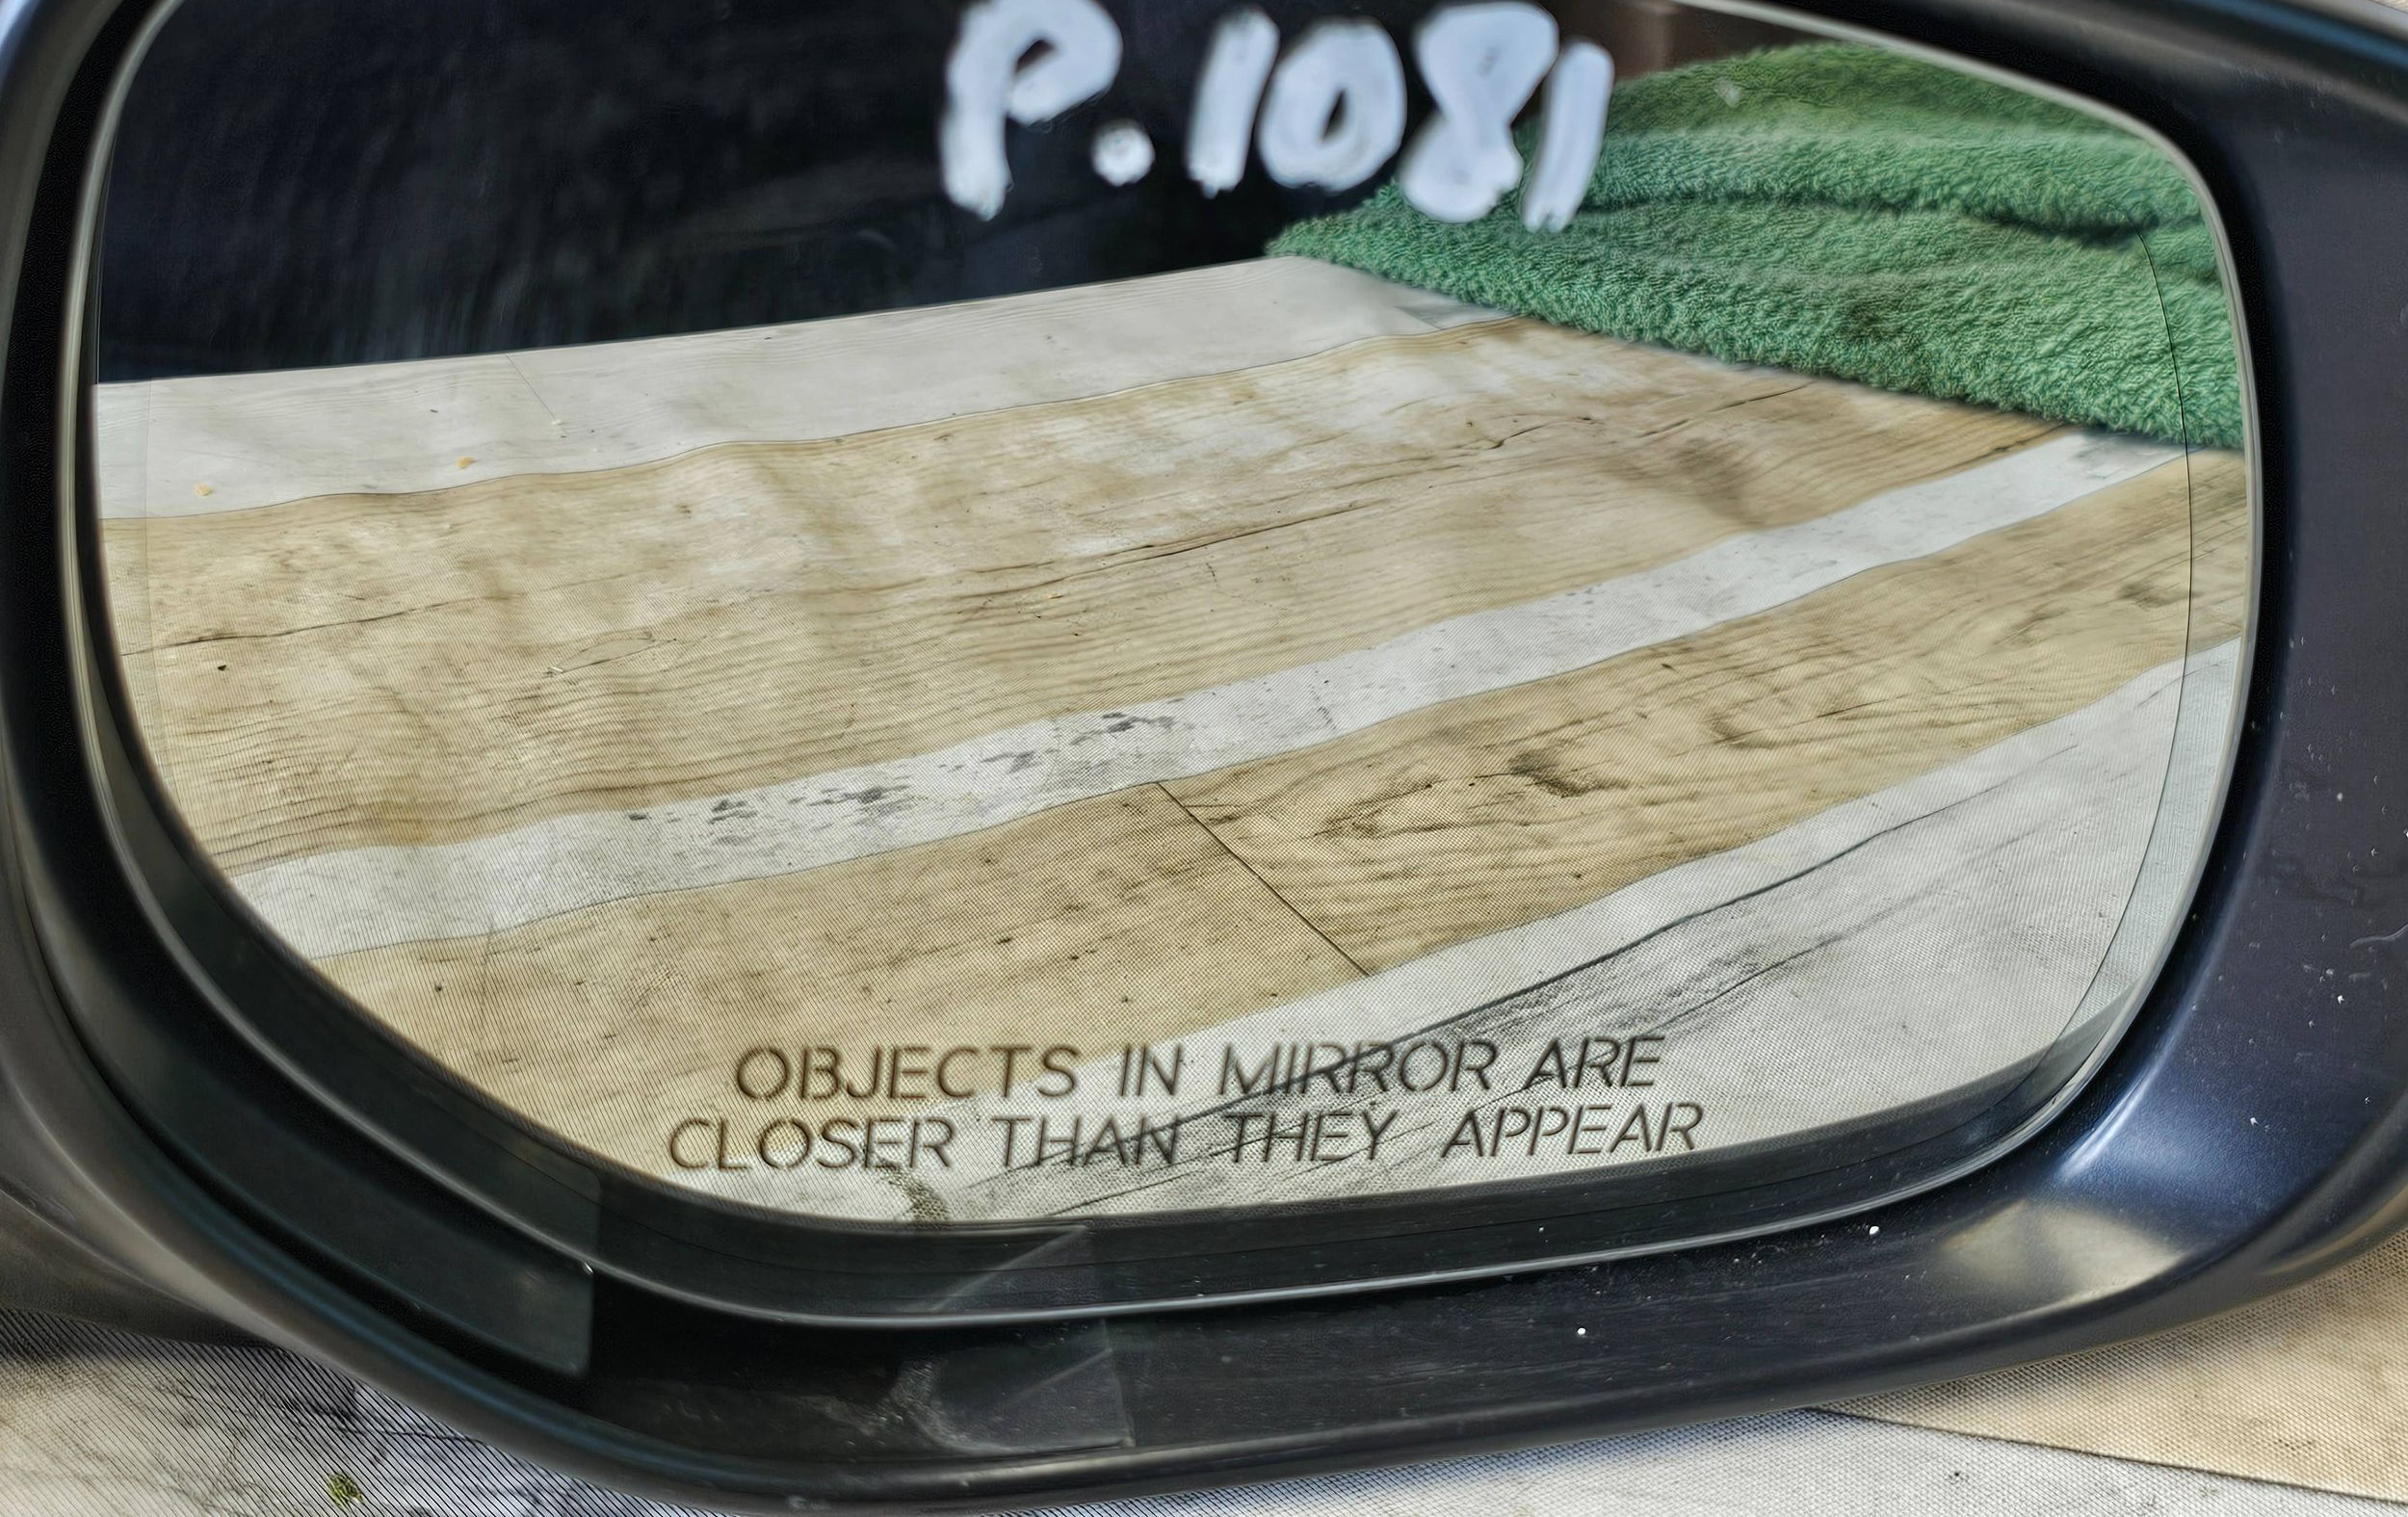 P.1081
OBJECTS IN MIRROR ARE
CLOSER THAN THEY APPEAR